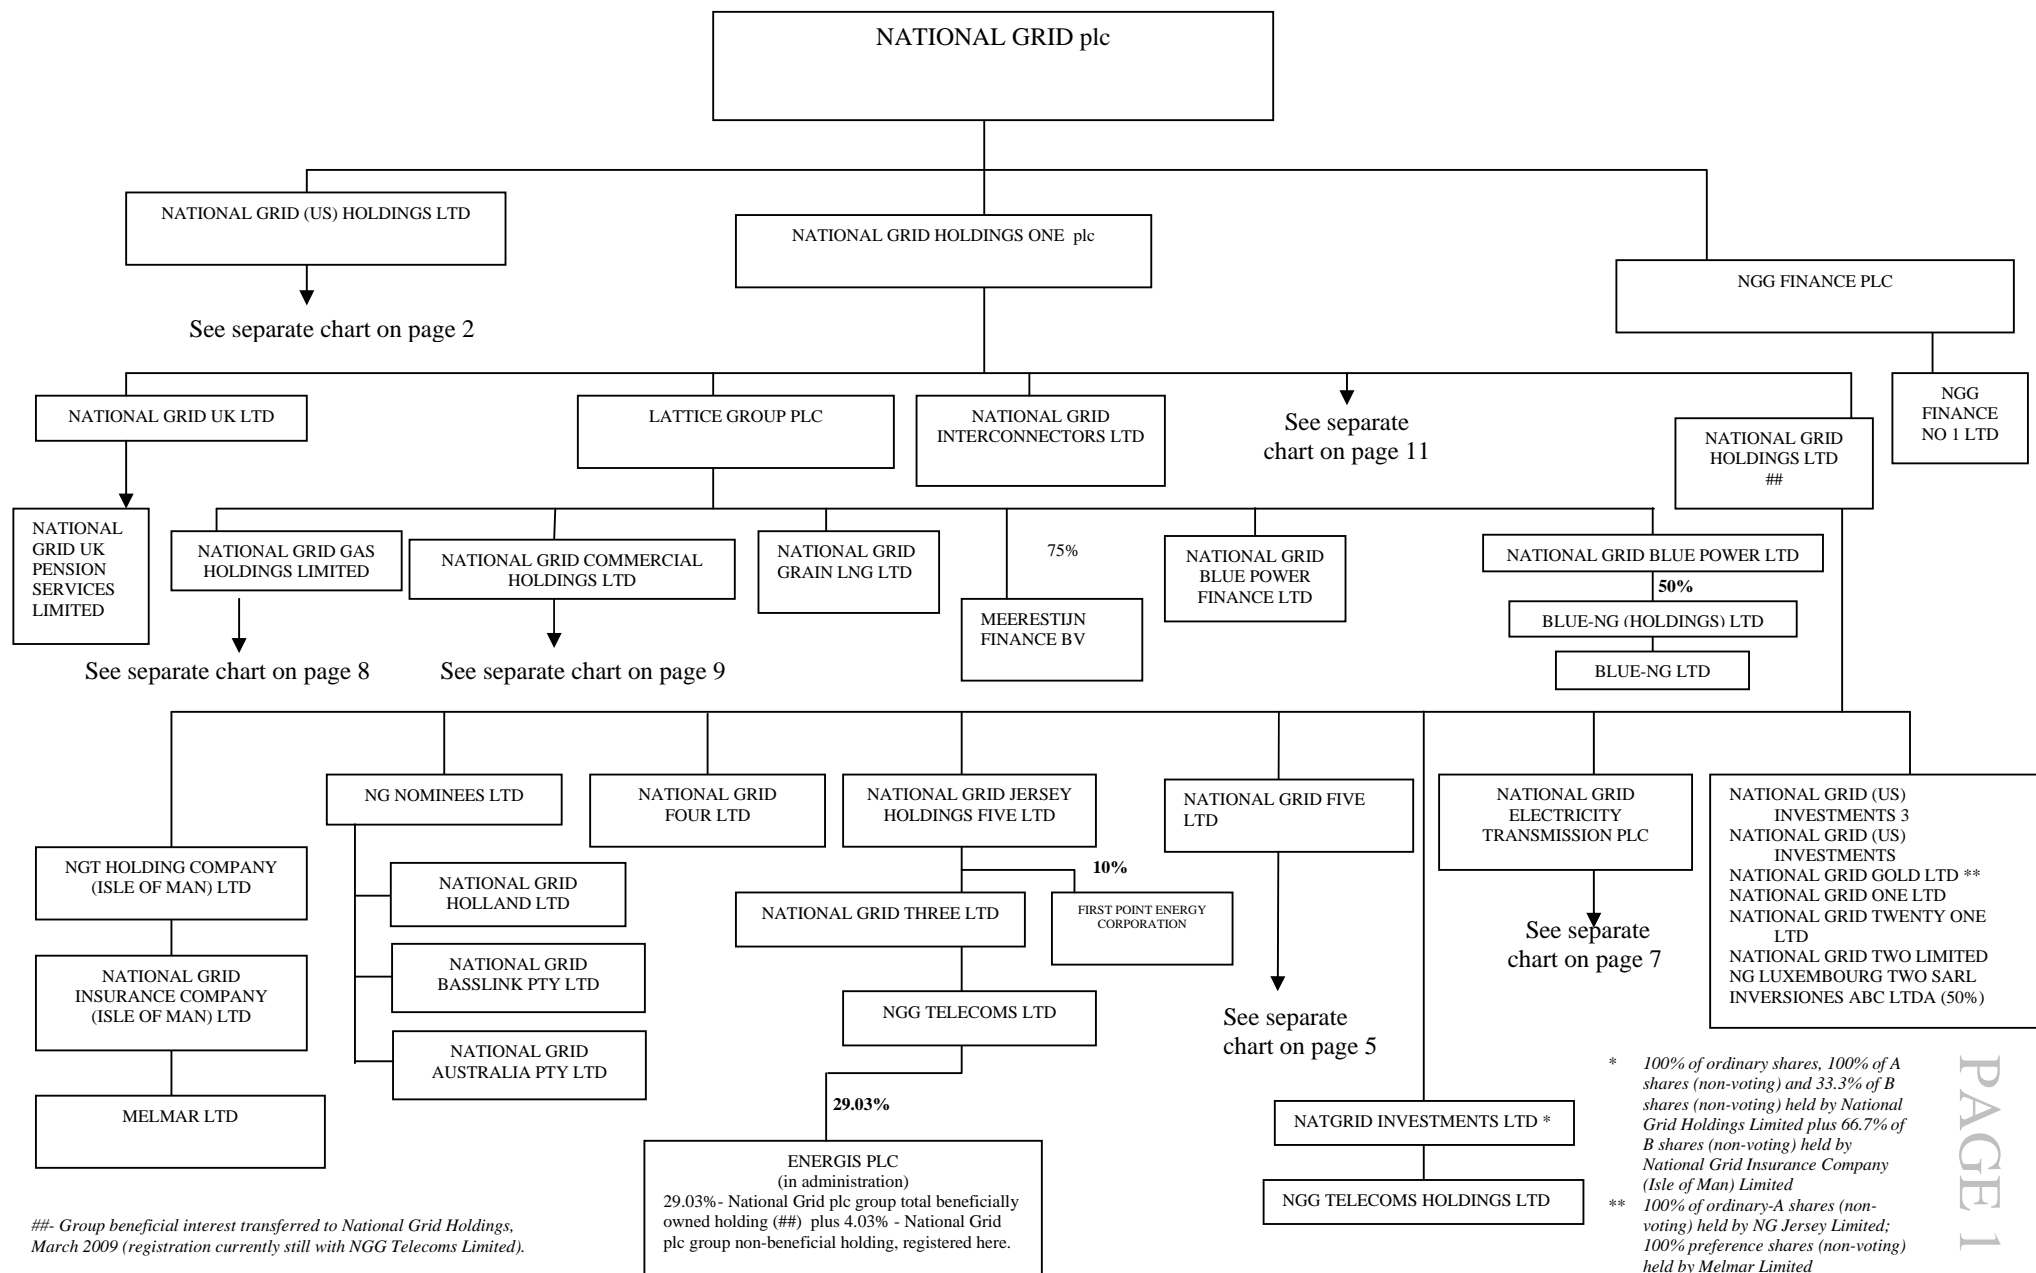 NATIONAL GRID plc
NATIONAL GRID (US) HOLDINGS LTD
NATIONAL GRID HOLDINGS ONE plc
NGG FINANCE PLC
See separate chart on page 2
NATIONAL GRID UK LTD
LATTICE GROUP PLC
NATIONAL GRID
INTERCONNECTORS LTD
See separate
chart on page 11
NATIONAL GRID
HOLDINGS LTD
##
NGG
FINANCE
NO 1 LTD
NATIONAL
GRID UK
PENSION
SERVICES
LIMITED
NATIONAL GRID GAS
HOLDINGS LIMITED
NATIONAL GRID COMMERCIAL
HOLDINGS LTD
NATIONAL GRID
GRAIN LNG LTD
75%
MEERESTIJN
FINANCE BV
NATIONAL GRID
BLUE POWER
FINANCE LTD
NATIONAL GRID BLUE POWER LTD
50%
BLUE-NG (HOLDINGS) LTD
BLUE-NG LTD
See separate chart on page 8
See separate chart on page 9
NG NOMINEES LTD
NATIONAL GRID
FOUR LTD
NATIONAL GRID JERSEY
HOLDINGS FIVE LTD
NATIONAL GRID FIVE
LTD
NATIONAL GRID
ELECTRICITY
TRANSMISSION PLC
NATIONAL GRID (US)
INVESTMENTS 3
NATIONAL GRID (US)
INVESTMENTS
NATIONAL GRID GOLD LTD **
NATIONAL GRID ONE LTD
NATIONAL GRID TWENTY ONE
LTD
NATIONAL GRID TWO LIMITED
NG LUXEMBOURG TWO SARL
INVERSIONES ABC LTDA (50%)
NGT HOLDING COMPANY
(ISLE OF MAN) LTD
NATIONAL GRID
HOLLAND LTD
10%
NATIONAL GRID THREE LTD
FIRST POINT ENERGY
CORPORATION
See separate
chart on page 7
NATIONAL GRID
INSURANCE COMPANY
(ISLE OF MAN) LTD
NATIONAL GRID
BASSLINK PTY LTD
NGG TELECOMS LTD
See separate
chart on page 5
NATIONAL GRID
AUSTRALIA PTY LTD
MELMAR LTD
29.03%
NATGRID INVESTMENTS LTD *
NGG TELECOMS HOLDINGS LTD
ENERGIS PLC
(in administration)
29.03%- National Grid plc group total beneficially
owned holding (##) plus 4.03% - National Grid
plc group non-beneficial holding, registered here.
* 100% of ordinary shares, 100% of A
shares (non-voting) and 33.3% of B
shares (non-voting) held by National
Grid Holdings Limited plus 66.7% of
B shares (non-voting) held by
National Grid Insurance Company
(Isle of Man) Limited
** 100% of ordinary-A shares (non-
voting) held by NG Jersey Limited;
100% preference shares (non-voting)
held by Melmar Limited
##- Group beneficial interest transferred to National Grid Holdings,
March 2009 (registration currently still with NGG Telecoms Limited).
PAGE 1